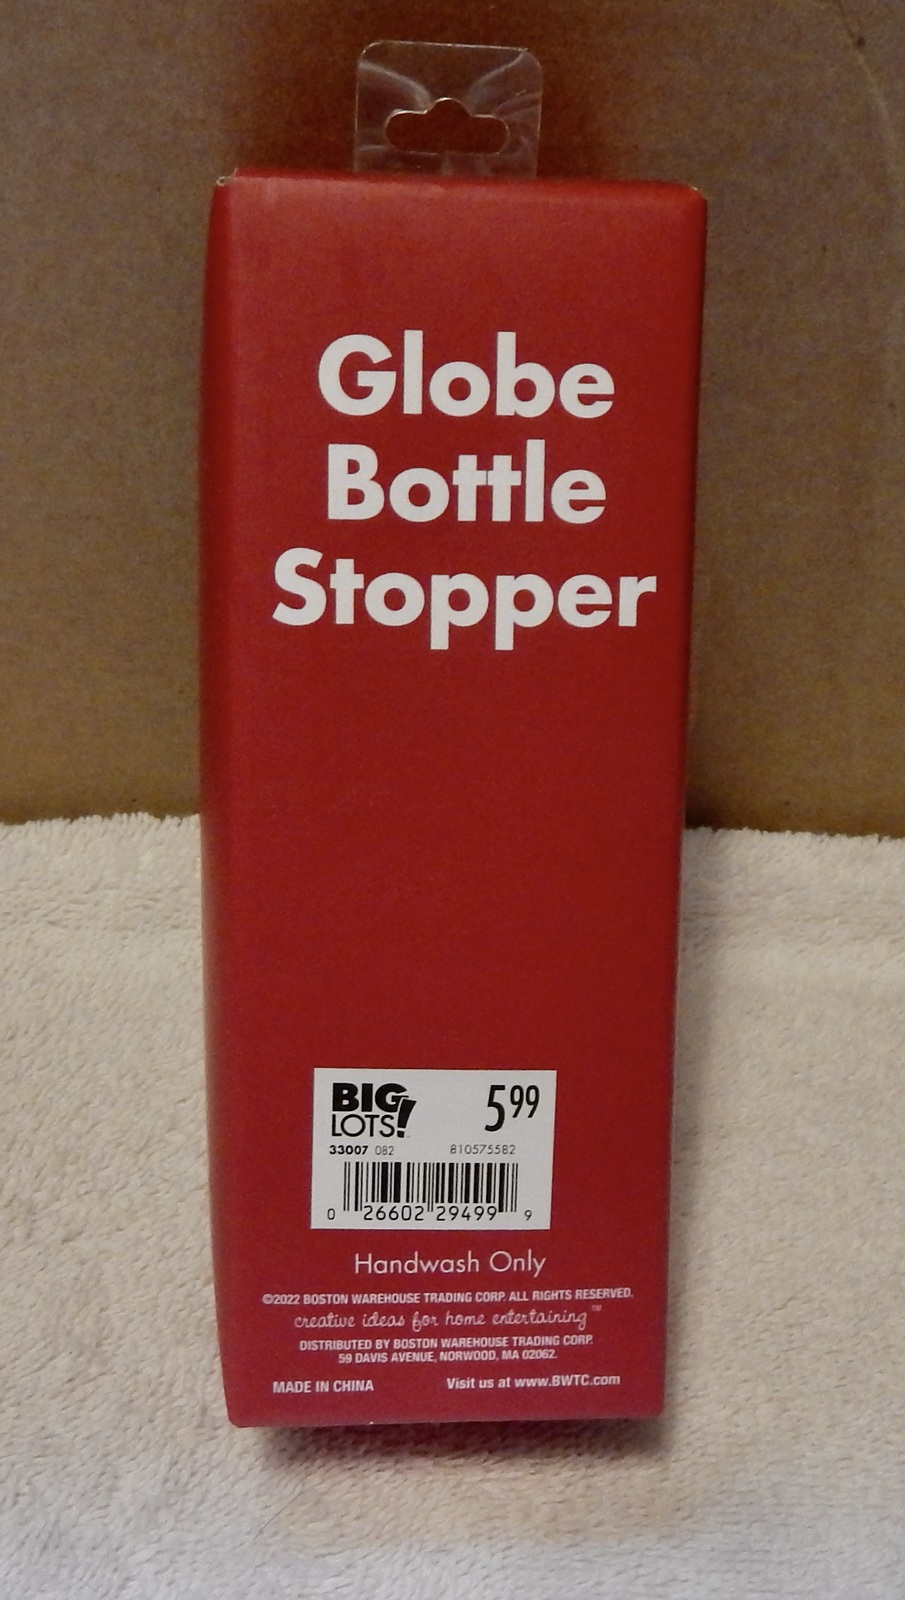 Globe
Bottle
Stopper
BIG LOTS! 5.99
33007 082 810575582
0 26602 29499 9
Handwash Only
©2022 BOSTON WAREHOUSE TRADING CORP. ALL RIGHTS RESERVED.
creative ideas for home entertaining™
DISTRIBUTED BY BOSTON WAREHOUSE TRADING CORP.
59 DAVIS AVENUE, NORWOOD, MA 02062.
MADE IN CHINA Visit us at www.BWTC.com